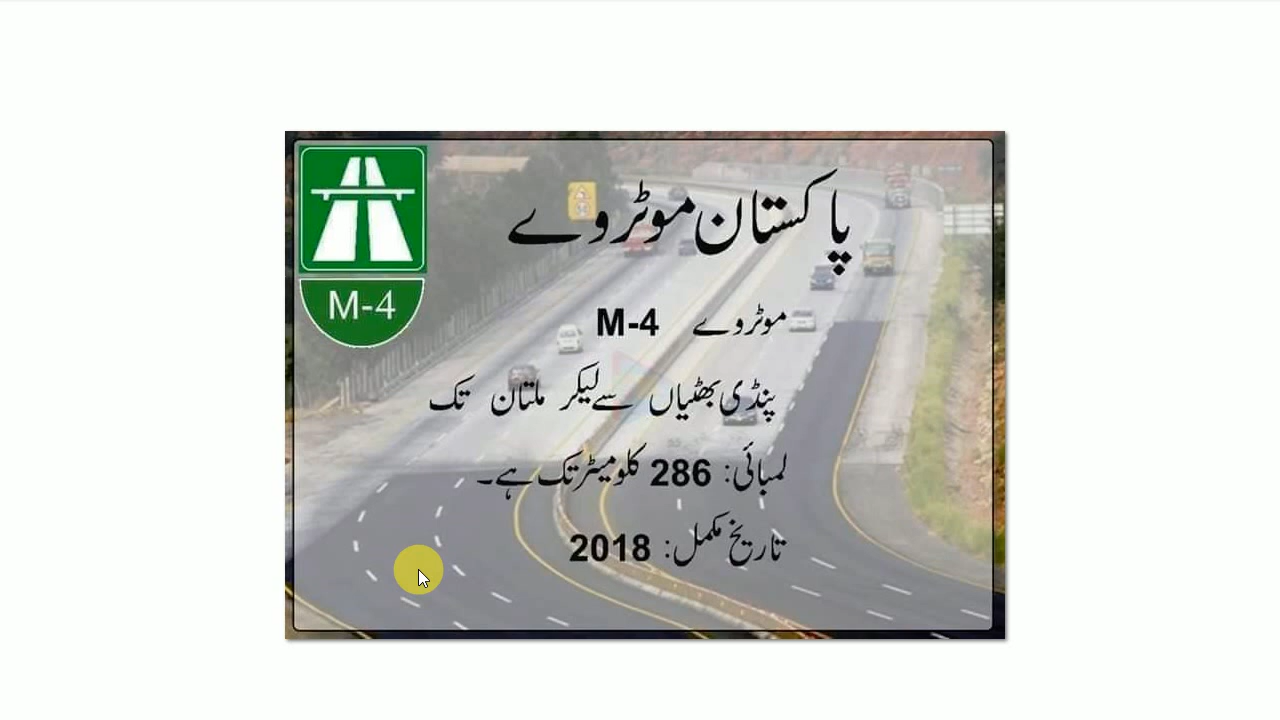 پاکستان موٹروے
M-4
موٹروے M-4
پنڈی بھٹیاں سے لیکر ملتان تک
لمبائی: 286 کلومیٹر تک ہے۔
تاریخ مکمل: 2018